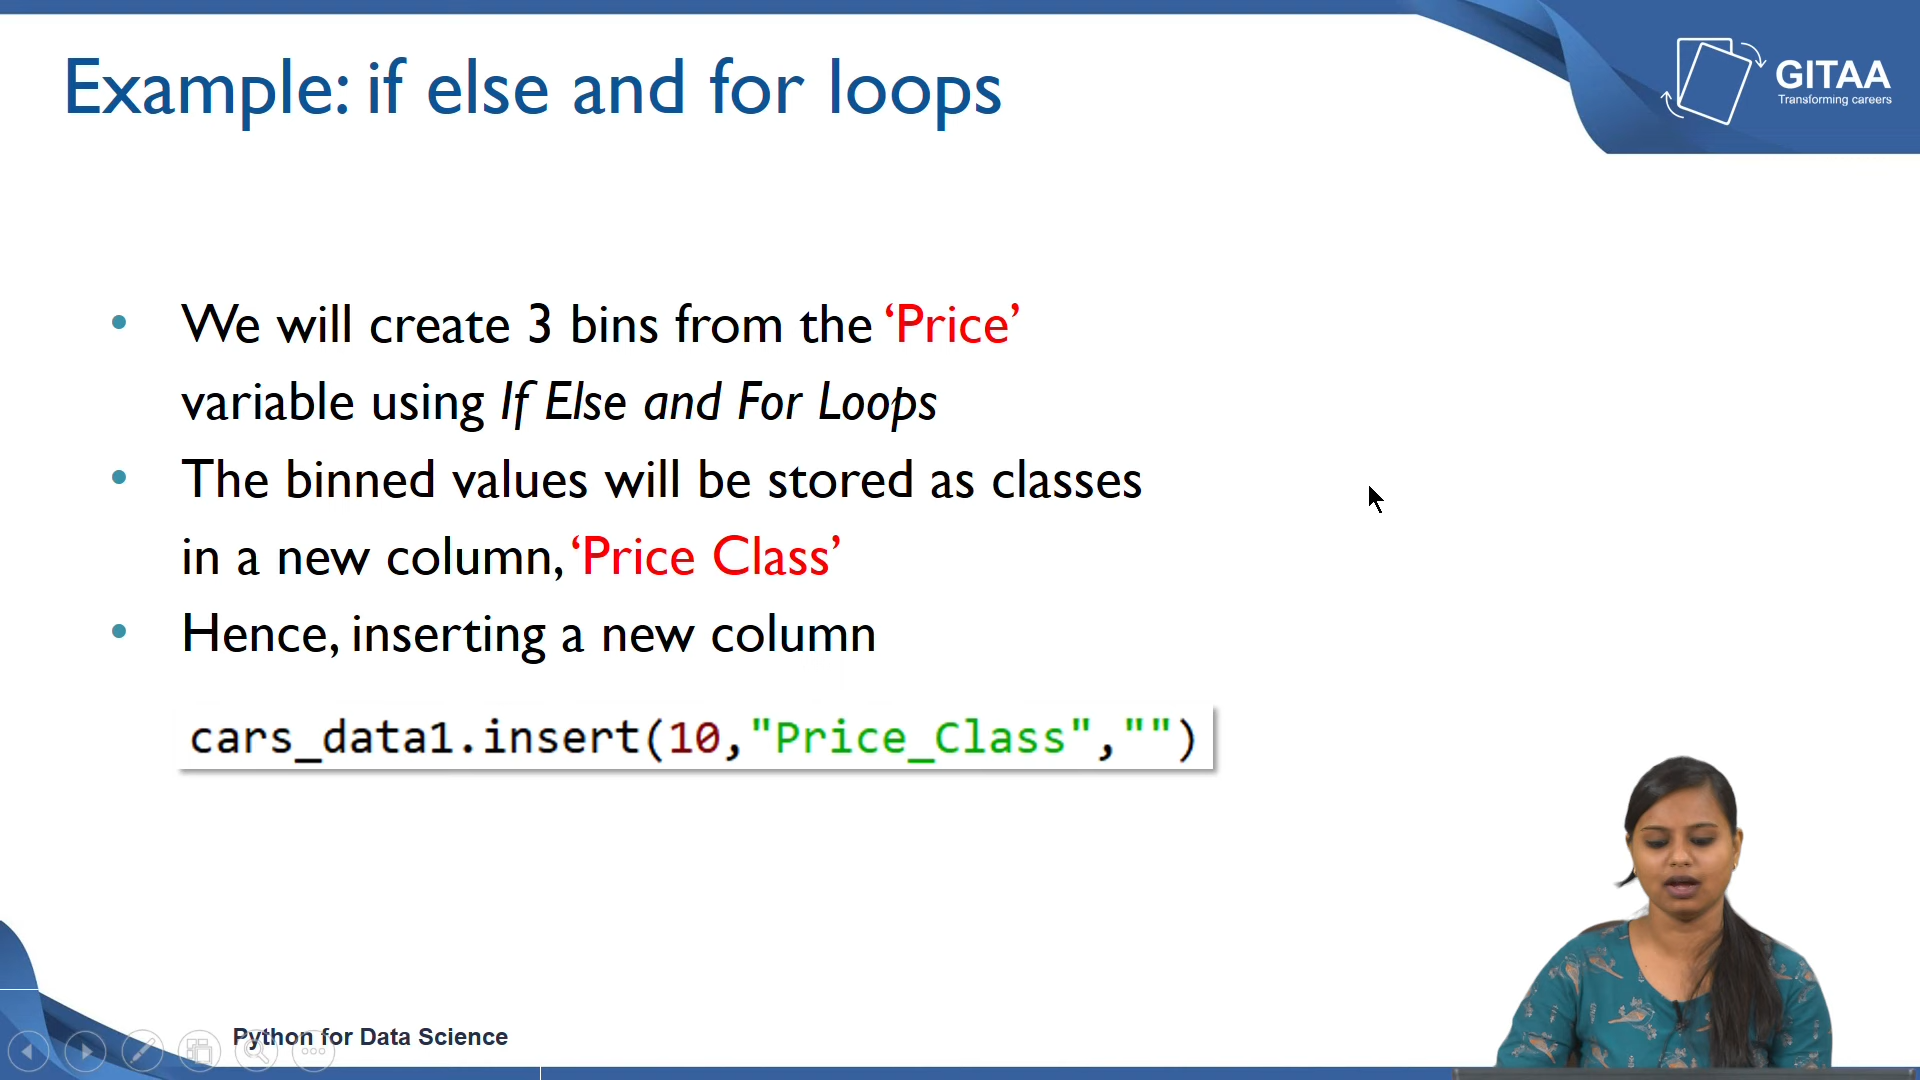 Example: if else and for loops
GITAA
Transforming careers
• We will create 3 bins from the ‘Price’
variable using If Else and For Loops
• The binned values will be stored as classes
in a new column, ‘Price Class’
• Hence, inserting a new column
cars_data1.insert(10,"Price_Class","")
Python for Data Science